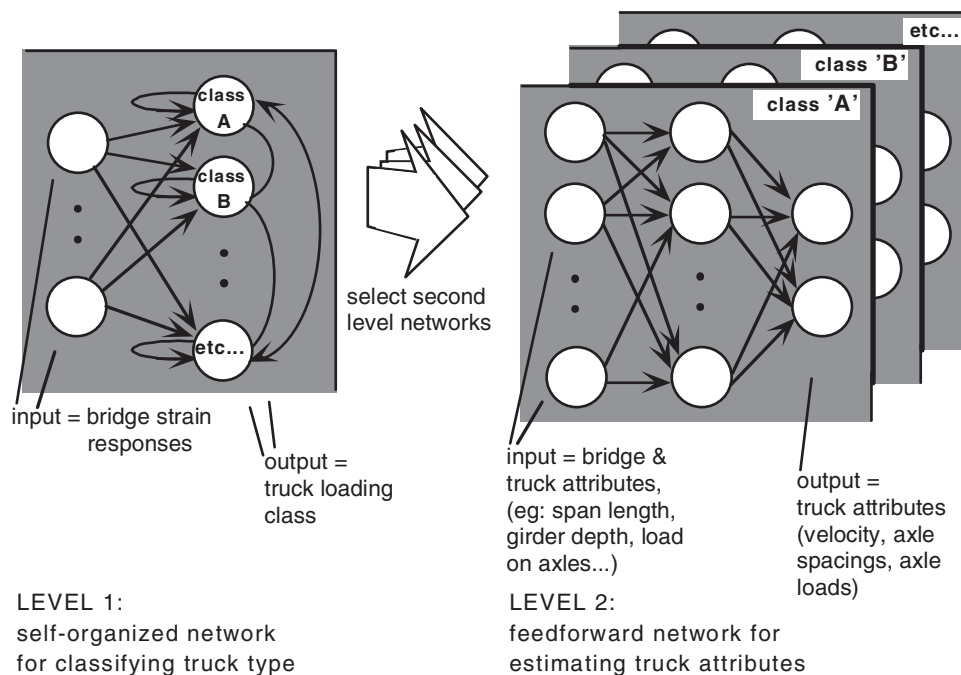 class
A
class
B
etc...
input = bridge strain
responses
output =
truck loading
class
LEVEL 1:
self-organized network
for classifying truck type
select second
level networks
etc...
class 'B'
class 'A'
input = bridge &
truck attributes,
(eg: span length,
girder depth, load
on axles...)
output =
truck attributes
(velocity, axle
spacings, axle
loads)
LEVEL 2:
feedforward network for
estimating truck attributes